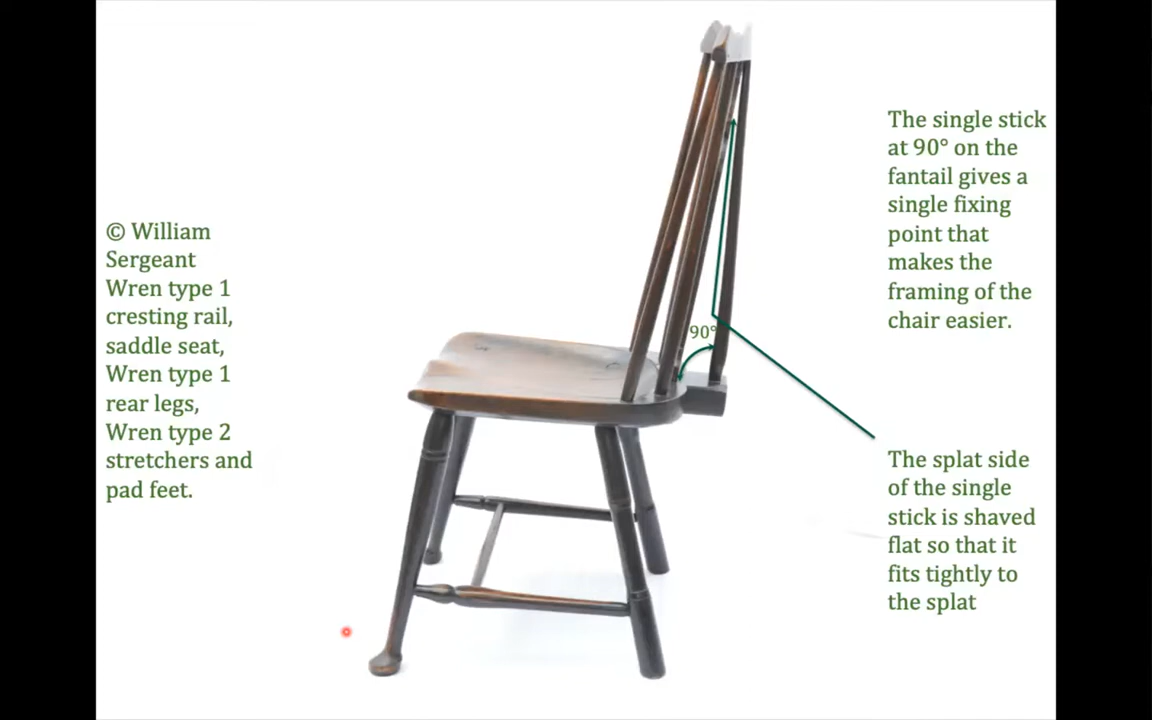 © William
Sergeant
Wren type 1
cresting rail,
saddle seat,
Wren type 1
rear legs,
Wren type 2
stretchers and
pad feet.
90°
The single stick
at 90° on the
fantail gives a
single fixing
point that
makes the
framing of the
chair easier.
The splat side
of the single
stick is shaved
flat so that it
fits tightly to
the splat